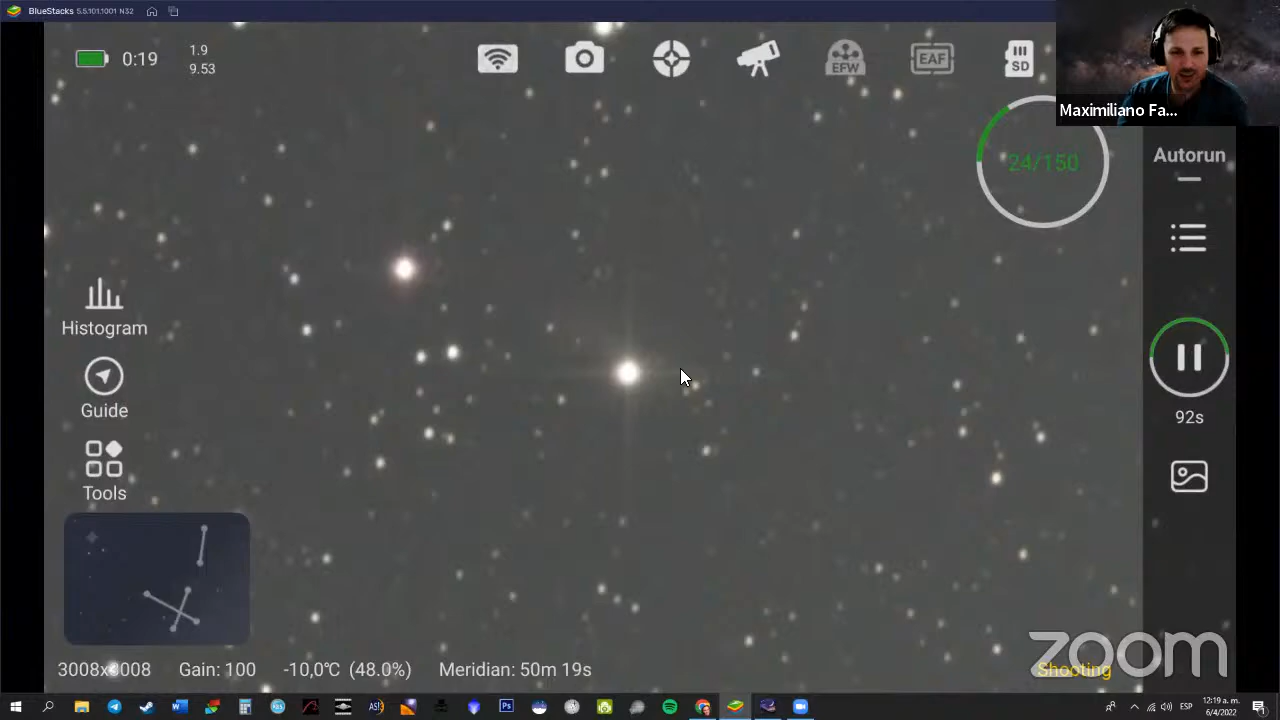 BlueStacks 5.5.101.1001 N32
0:19
1.9
9.53
EFW
EAF
SD
Maximiliano Fa...
24/150
Autorun
Histogram
Guide
92s
Tools
3008x3008
Gain: 100
-10,0℃ (48.0%)
Meridian: 50m 19s
Shooting
zoom
W
Ps
ESP
12:19 a. m.
6/4/2022